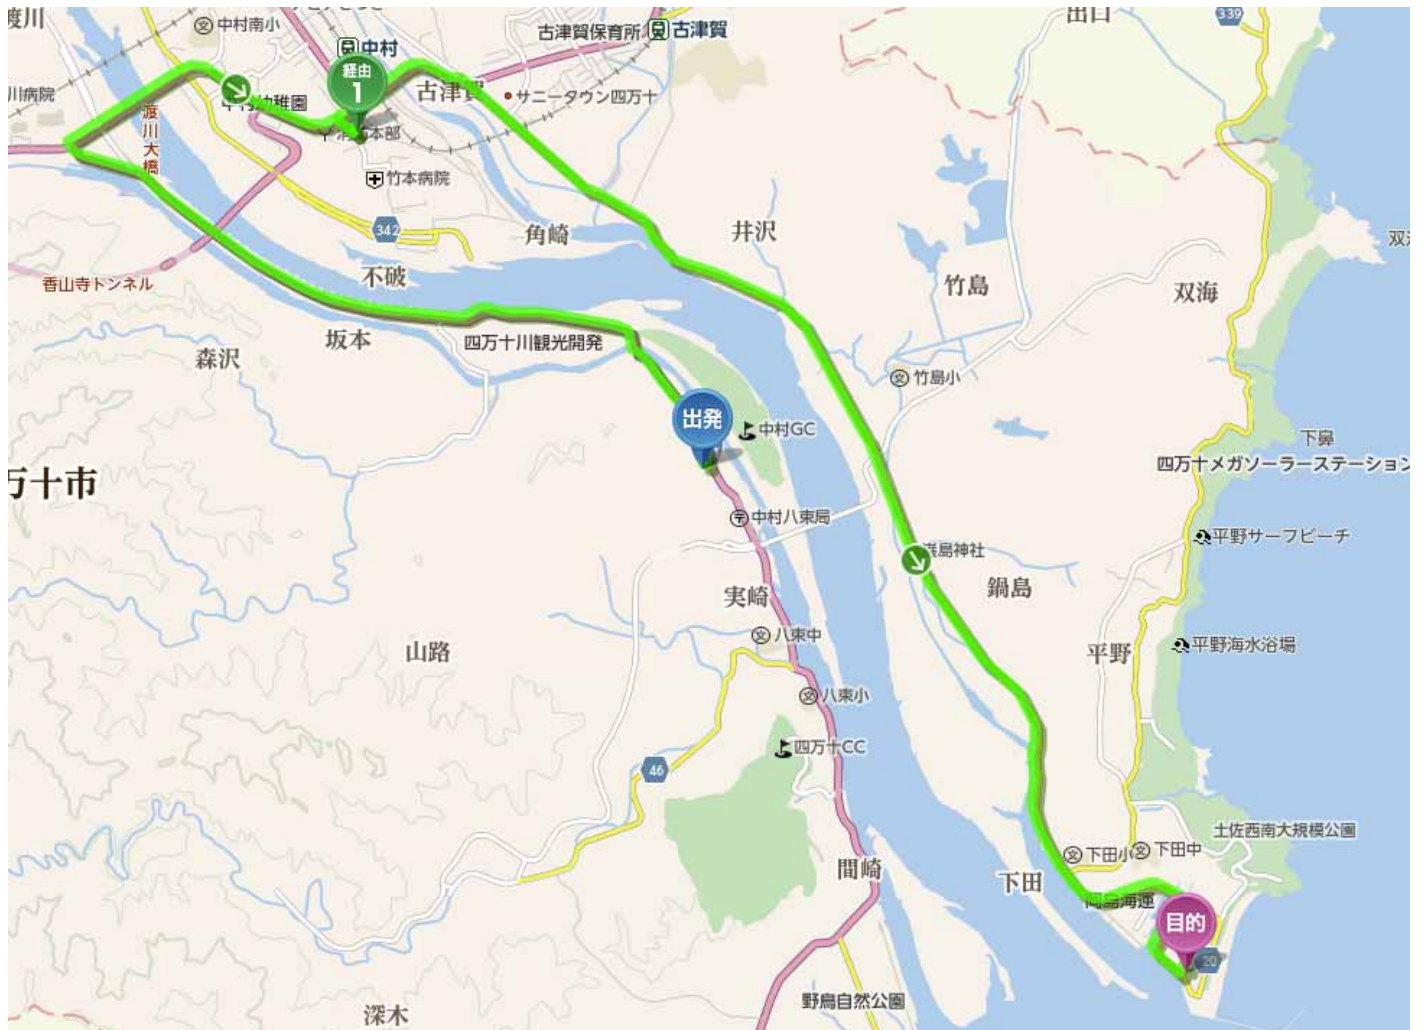 渡川
中村南小
古津賀保育所
古津賀
出口
339
中村
経由
1
川病院
渡川大橋
古津賀
サニータウン四万十
竹本病院
342
角崎
井沢
不破
竹島
双海
香山寺トンネル
坂本
四万十川観光開発
森沢
竹島小
出発
中村GC
下鼻
四万十メガソーラーステーション
万十市
中村八束局
平野サーフビーチ
厳島神社
鍋島
実崎
八束中
山路
平野
平野海水浴場
八束小
四万十CC
46
土佐西南大規模公園
下田小
下田中
間崎
下田
目的
20
野鳥自然公園
深木